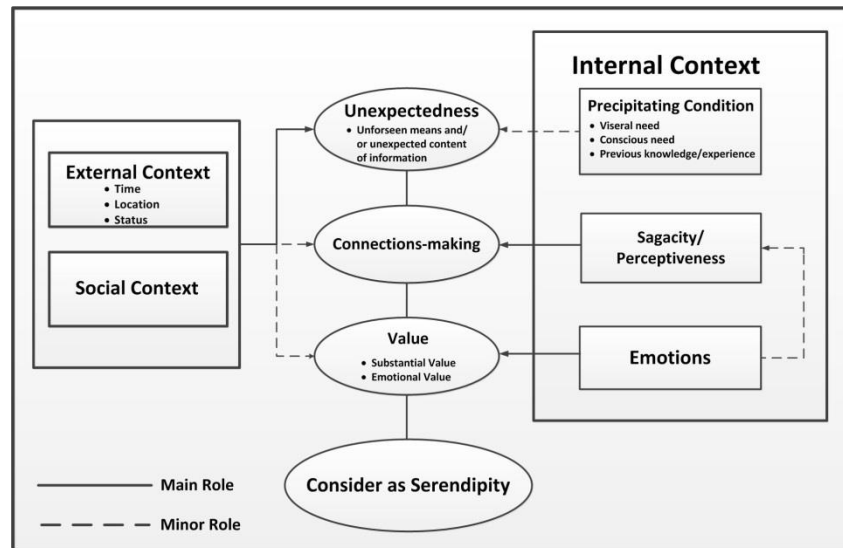 External Context
• Time
• Location
• Status
Social Context
Unexpectedness
• Unforseen means and/
or unexpected content
of information
Connections-making
Value
• Substantial Value
• Emotional Value
Consider as Serendipity
Internal Context
Precipitating Condition
• Viseral need
• Conscious need
• Previous knowledge/experience
Sagacity/
Perceptiveness
Emotions
Main Role
Minor Role